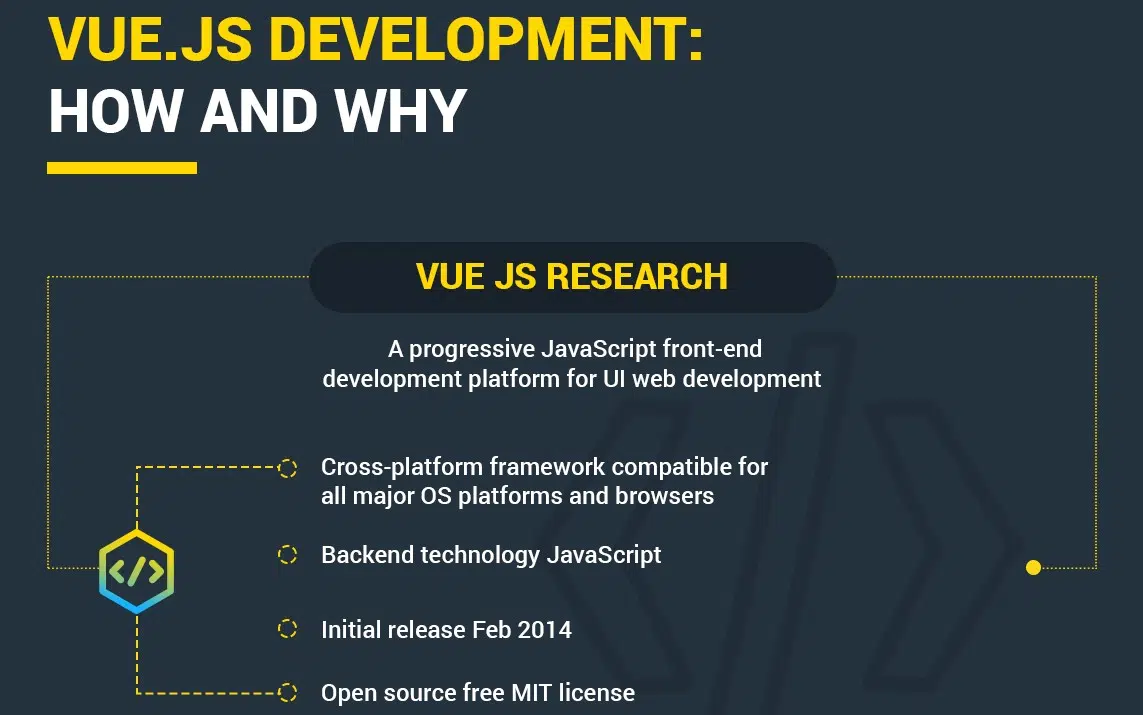 VUE.JS DEVELOPMENT:
HOW AND WHY
VUE JS RESEARCH
A progressive JavaScript front-end
development platform for UI web development
Cross-platform framework compatible for
all major OS platforms and browsers
Backend technology JavaScript
Initial release Feb 2014
Open source free MIT license